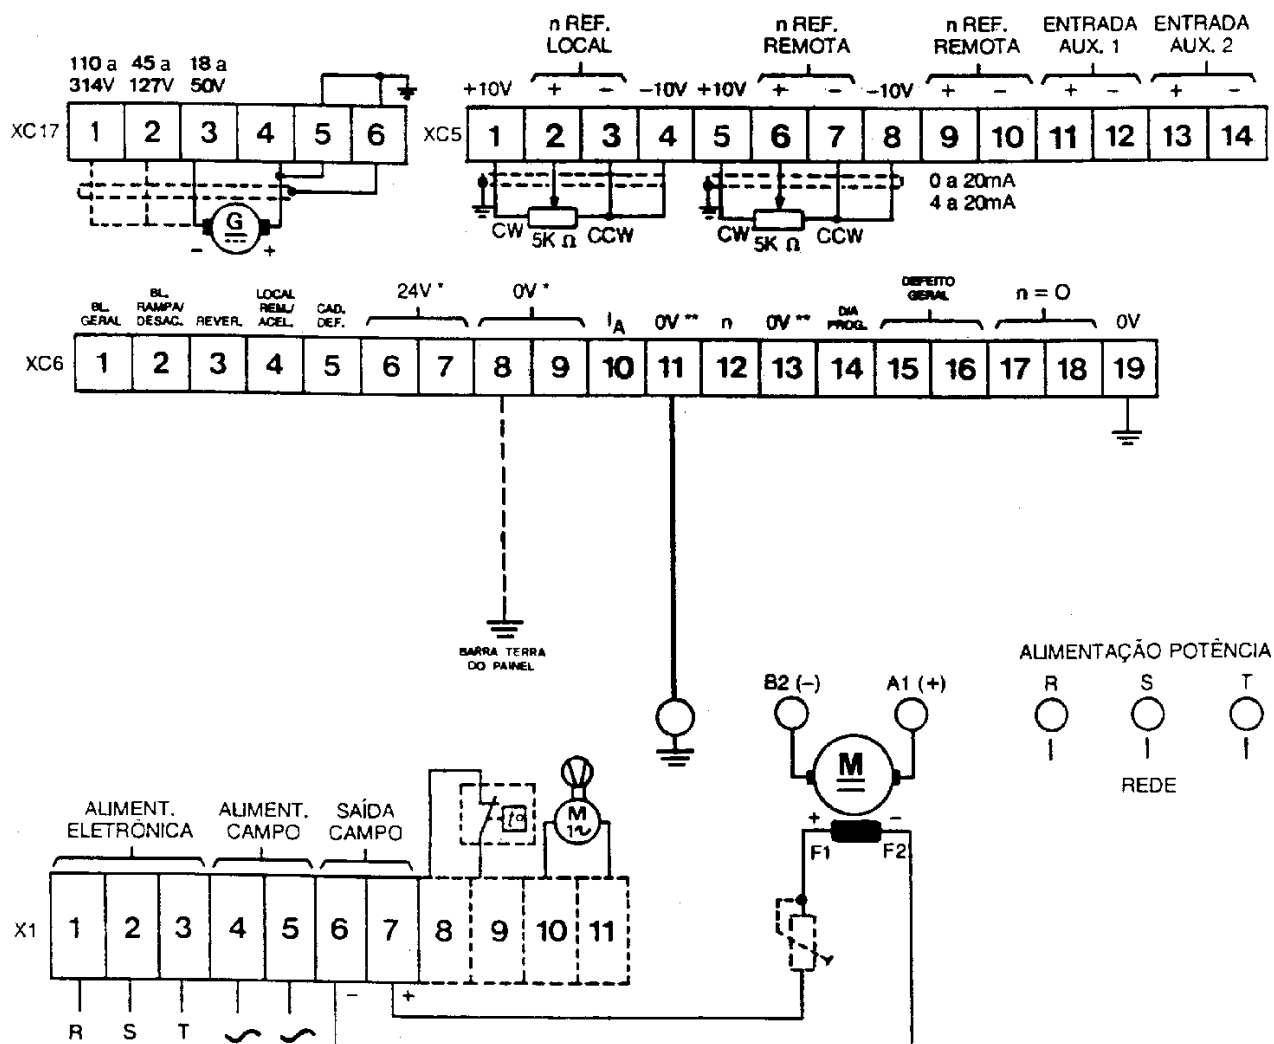 n REF. LOCAL
n REF. REMOTA
n REF. REMOTA
ENTRADA AUX. 1
ENTRADA AUX. 2
110 a 314V
45 a 127V
18 a 50V
+10V + − −10V +10V + − −10V + − + − + −
XC17 1 2 3 4 5 6
XC5 1 2 3 4 5 6 7 8 9 10 11 12 13 14
0 a 20mA
4 a 20mA
G
− +
CW 5K Ω CCW
CW 5K Ω CCW
BL. GERAL
BL. RAMPA/ DESAC.
REVER.
LOCAL REM./ ACEL.
CAD. DEF.
24V *
0V *
IA
0V **
n
0V **
D/A PROG.
DEFEITO GERAL
n = O
0V
XC6 1 2 3 4 5 6 7 8 9 10 11 12 13 14 15 16 17 18 19
BARRA TERRA
DO PAINEL
ALIMENTAÇÃO POTÊNCIA
B2 (−) A1 (+) R S T
M
REDE
+ −
F1 F2
tº
M
1~
ALIMENT. ELETRÔNICA
ALIMENT. CAMPO
SAÍDA CAMPO
X1 1 2 3 4 5 6 7 8 9 10 11
− +
R S T